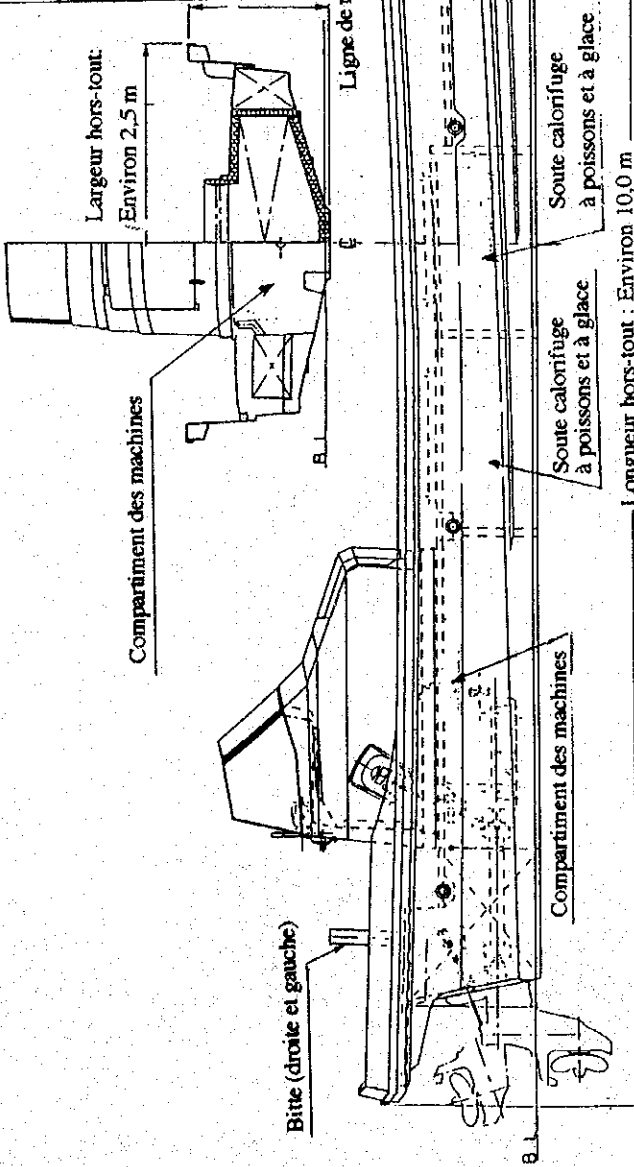 Largeur hors-tout:
Environ 2,5 m
Compartiment des machines
Ligne de
B.L
Bitte (droite et gauche)
Compartiment des machines
Soute calorifuge
à poissons et à glace
Soute calorifuge
à poissons et à glace
Longueur hors-tout : Environ 10,0 m
B.L